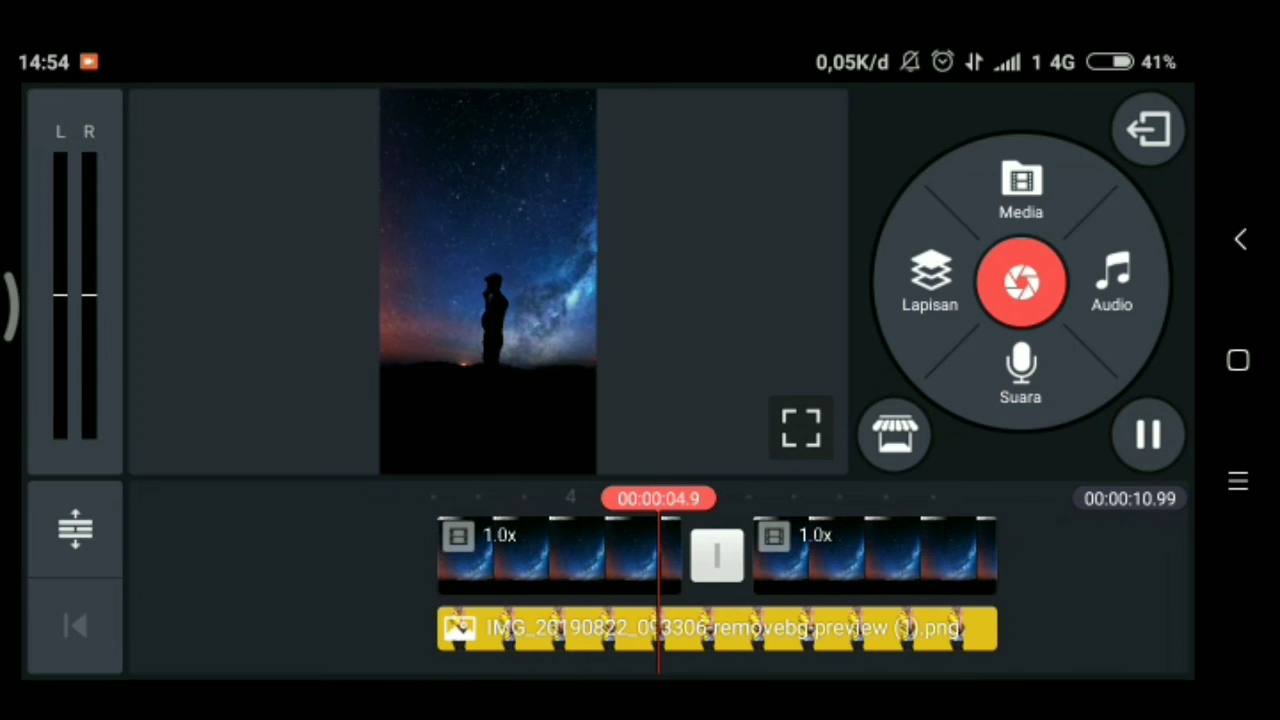 14:54
0,05K/d 1 4G 41%
L R
Media
Lapisan
Audio
Suara
4
00:00:04.9
00:00:10.99
1.0x
1.0x
IMG_20190822_093306-removebg-preview (1).png